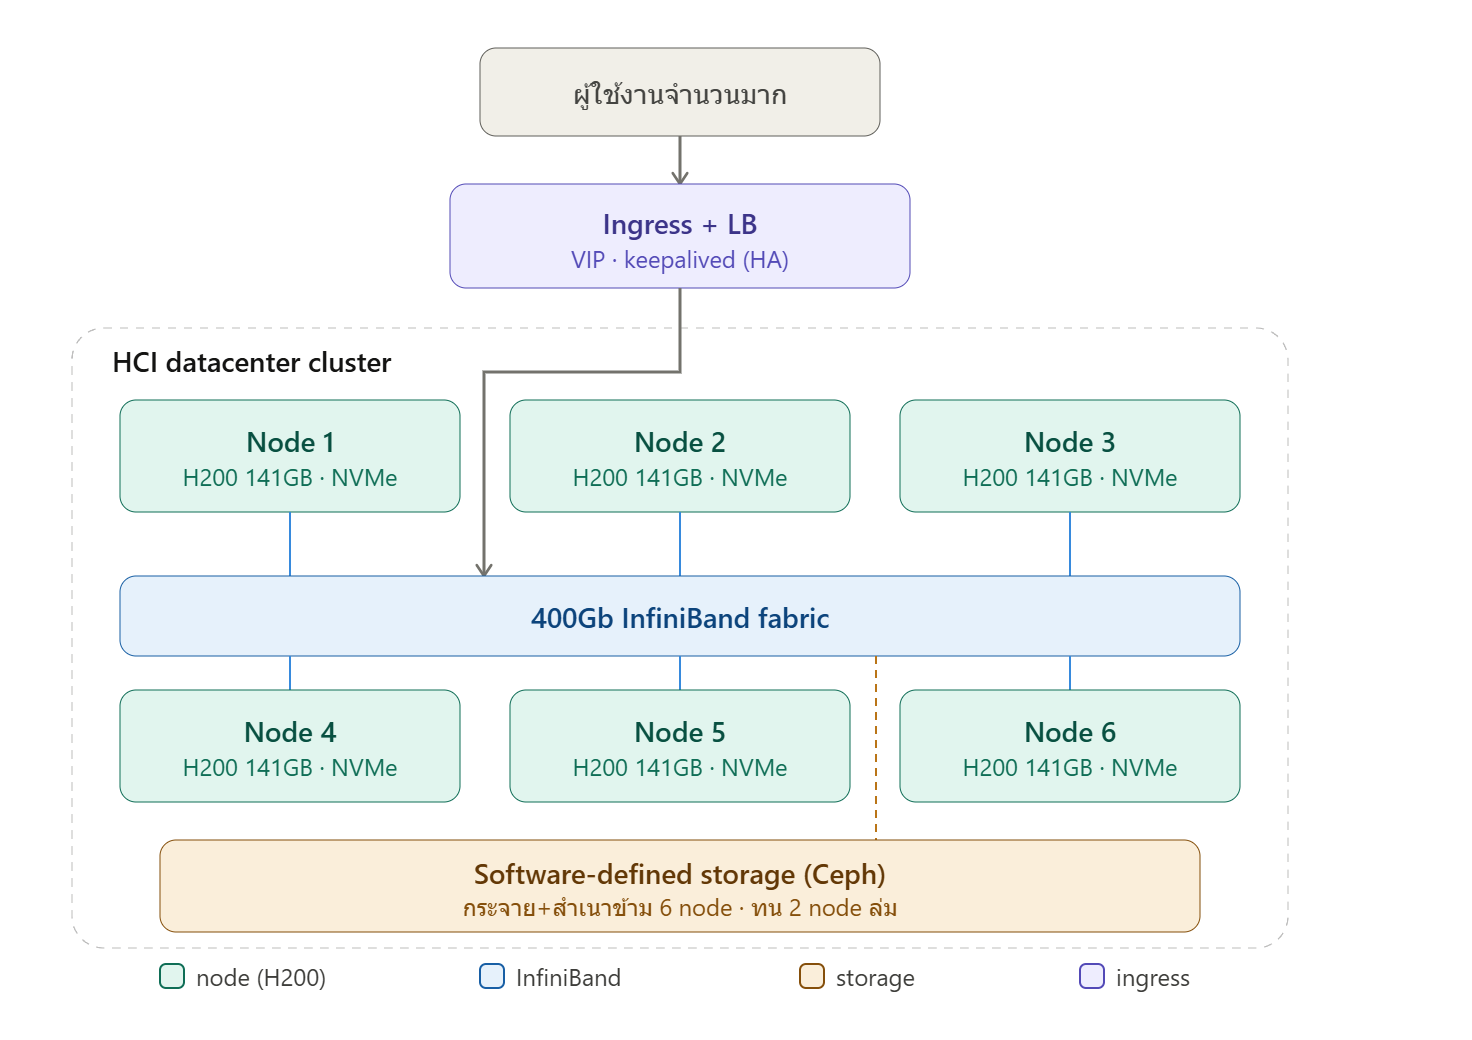 ผู้ใช้งานจำนวนมาก
Ingress + LB
VIP · keepalived (HA)
HCI datacenter cluster
Node 1
H200 141GB · NVMe
Node 2
H200 141GB · NVMe
Node 3
H200 141GB · NVMe
400Gb InfiniBand fabric
Node 4
H200 141GB · NVMe
Node 5
H200 141GB · NVMe
Node 6
H200 141GB · NVMe
Software-defined storage (Ceph)
กระจาย+สำเนาข้าม 6 node · ทน 2 node ล่ม
node (H200)
InfiniBand
storage
ingress